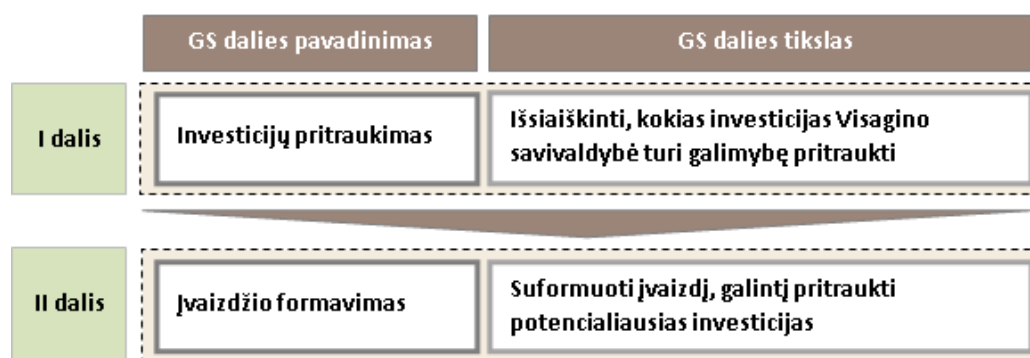 GS dalies pavadinimas
GS dalies tikslas
I dalis
Investicijų pritraukimas
Išsiaiškinti, kokias investicijas Visagino
savivaldybė turi galimybę pritraukti
II dalis
Įvaizdžio formavimas
Suformuoti įvaizdį, galintį pritraukti
potencialiausias investicijas